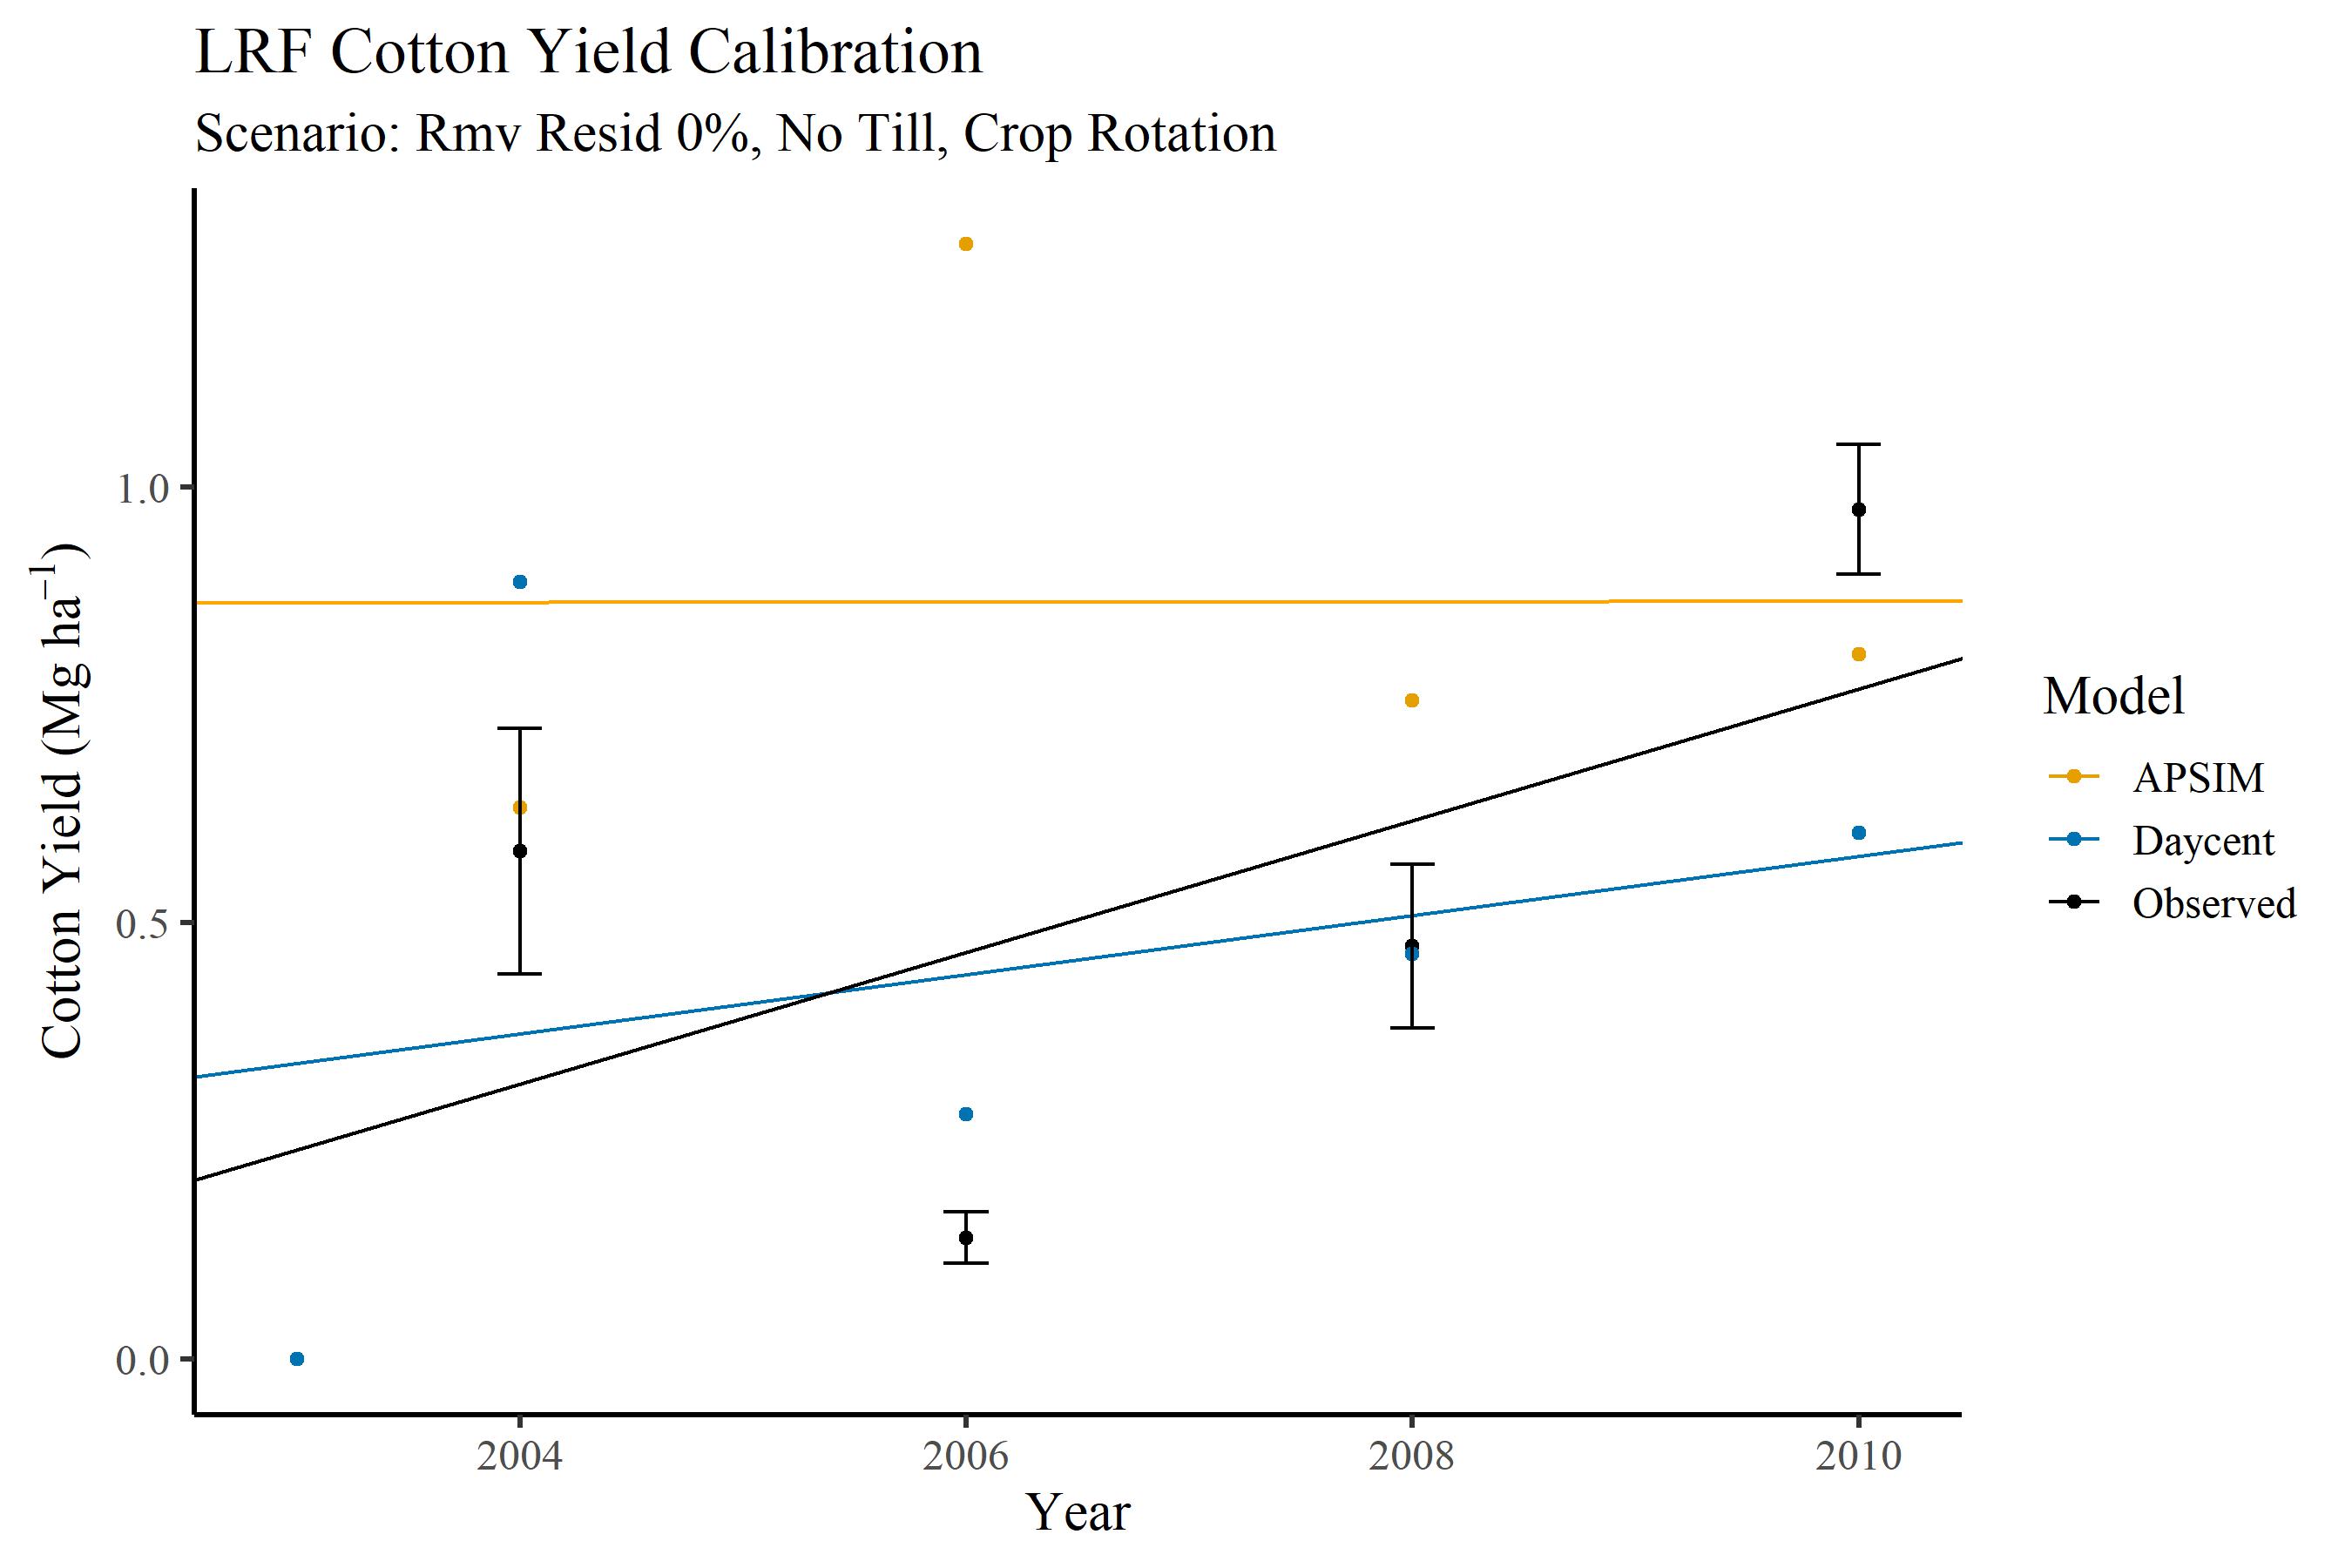 LRF Cotton Yield Calibration
Scenario: Rmv Resid 0%, No Till, Crop Rotation
Cotton Yield (Mg ha⁻¹)
1.0
0.5
0.0
2004
2006
2008
2010
Year
Model
APSIM
Daycent
Observed